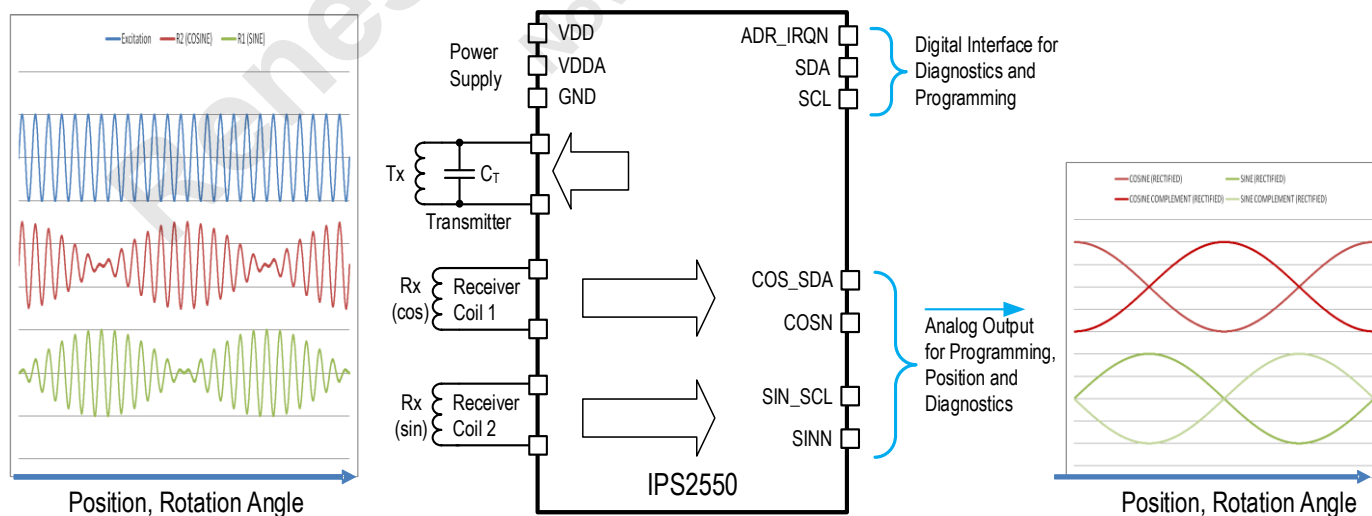 Excitation R2 (COSINE) R1 (SINE)
Position, Rotation Angle
Power
Supply
VDD
VDDA
GND
Tx
CT
Transmitter
Rx
(cos)
Receiver
Coil 1
Rx
(sin)
Receiver
Coil 2
ADR_IRQN
SDA
SCL
Digital Interface for
Diagnostics and
Programming
COS_SDA
COSN
SIN_SCL
SINN
Analog Output
for Programming,
Position and
Diagnostics
IPS2550
COSINE (RECTIFIED) SINE (RECTIFIED)
COSINE COMPLEMENT (RECTIFIED) SINE COMPLEMENT (RECTIFIED)
Position, Rotation Angle